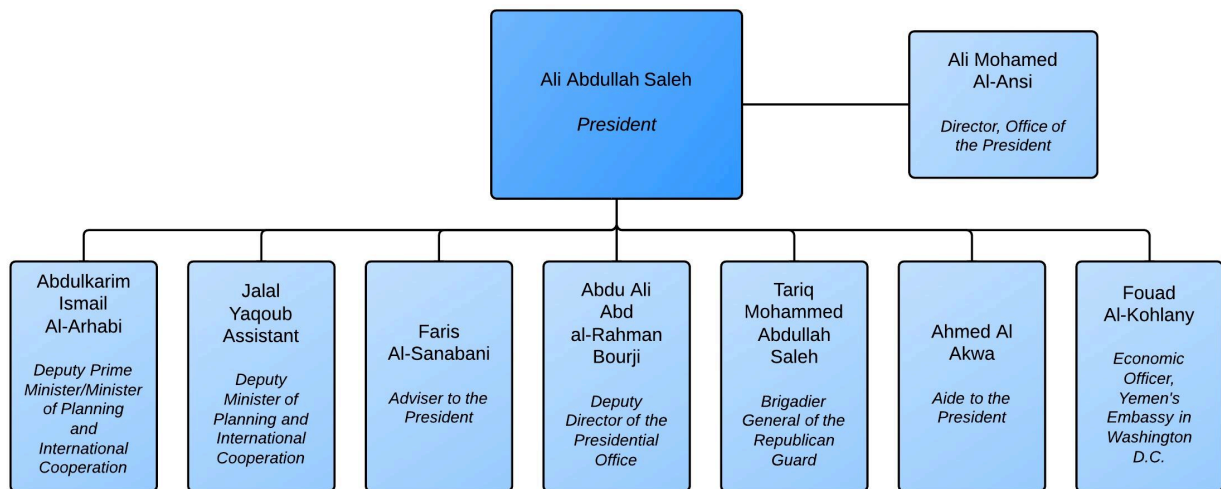 Ali Abdullah Saleh
President
Ali Mohamed
Al-Ansi
Director, Office of
the President
Abdulkarim
Ismail
Al-Arhabi
Deputy Prime
Minister/Minister
of Planning
and
International
Cooperation
Jalal
Yaqoub
Assistant
Deputy
Minister of
Planning and
International
Cooperation
Faris
Al-Sanabani
Adviser to the
President
Abdu Ali
Abd
al-Rahman
Bourji
Deputy
Director of the
Presidential
Office
Tariq
Mohammed
Abdullah
Saleh
Brigadier
General of the
Republican
Guard
Ahmed Al
Akwa
Aide to the
President
Fouad
Al-Kohlany
Economic
Officer,
Yemen's
Embassy in
Washington
D.C.